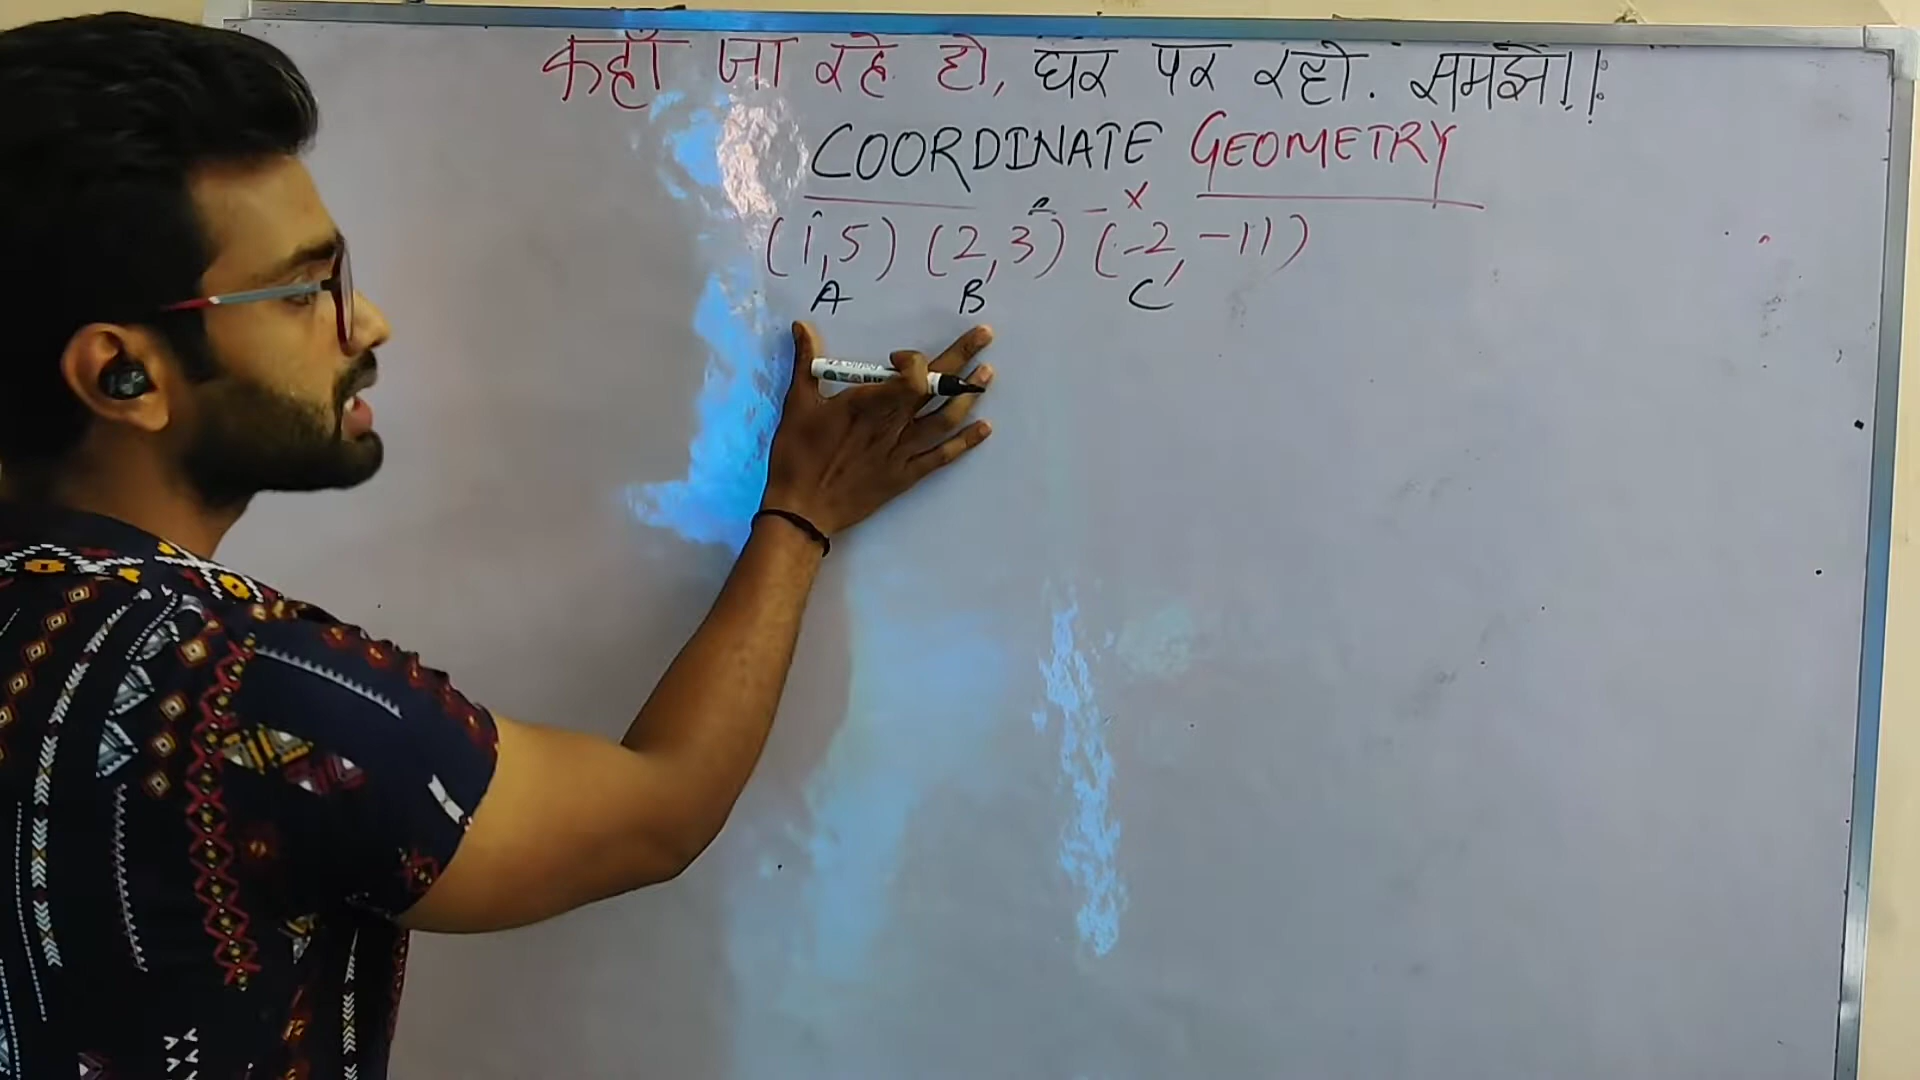 कहाँ जा रहे हो, घर पर रहो. समझे!!
COORDINATE GEOMETRY
(1,5) (2,3) (-2,-11)
A B C